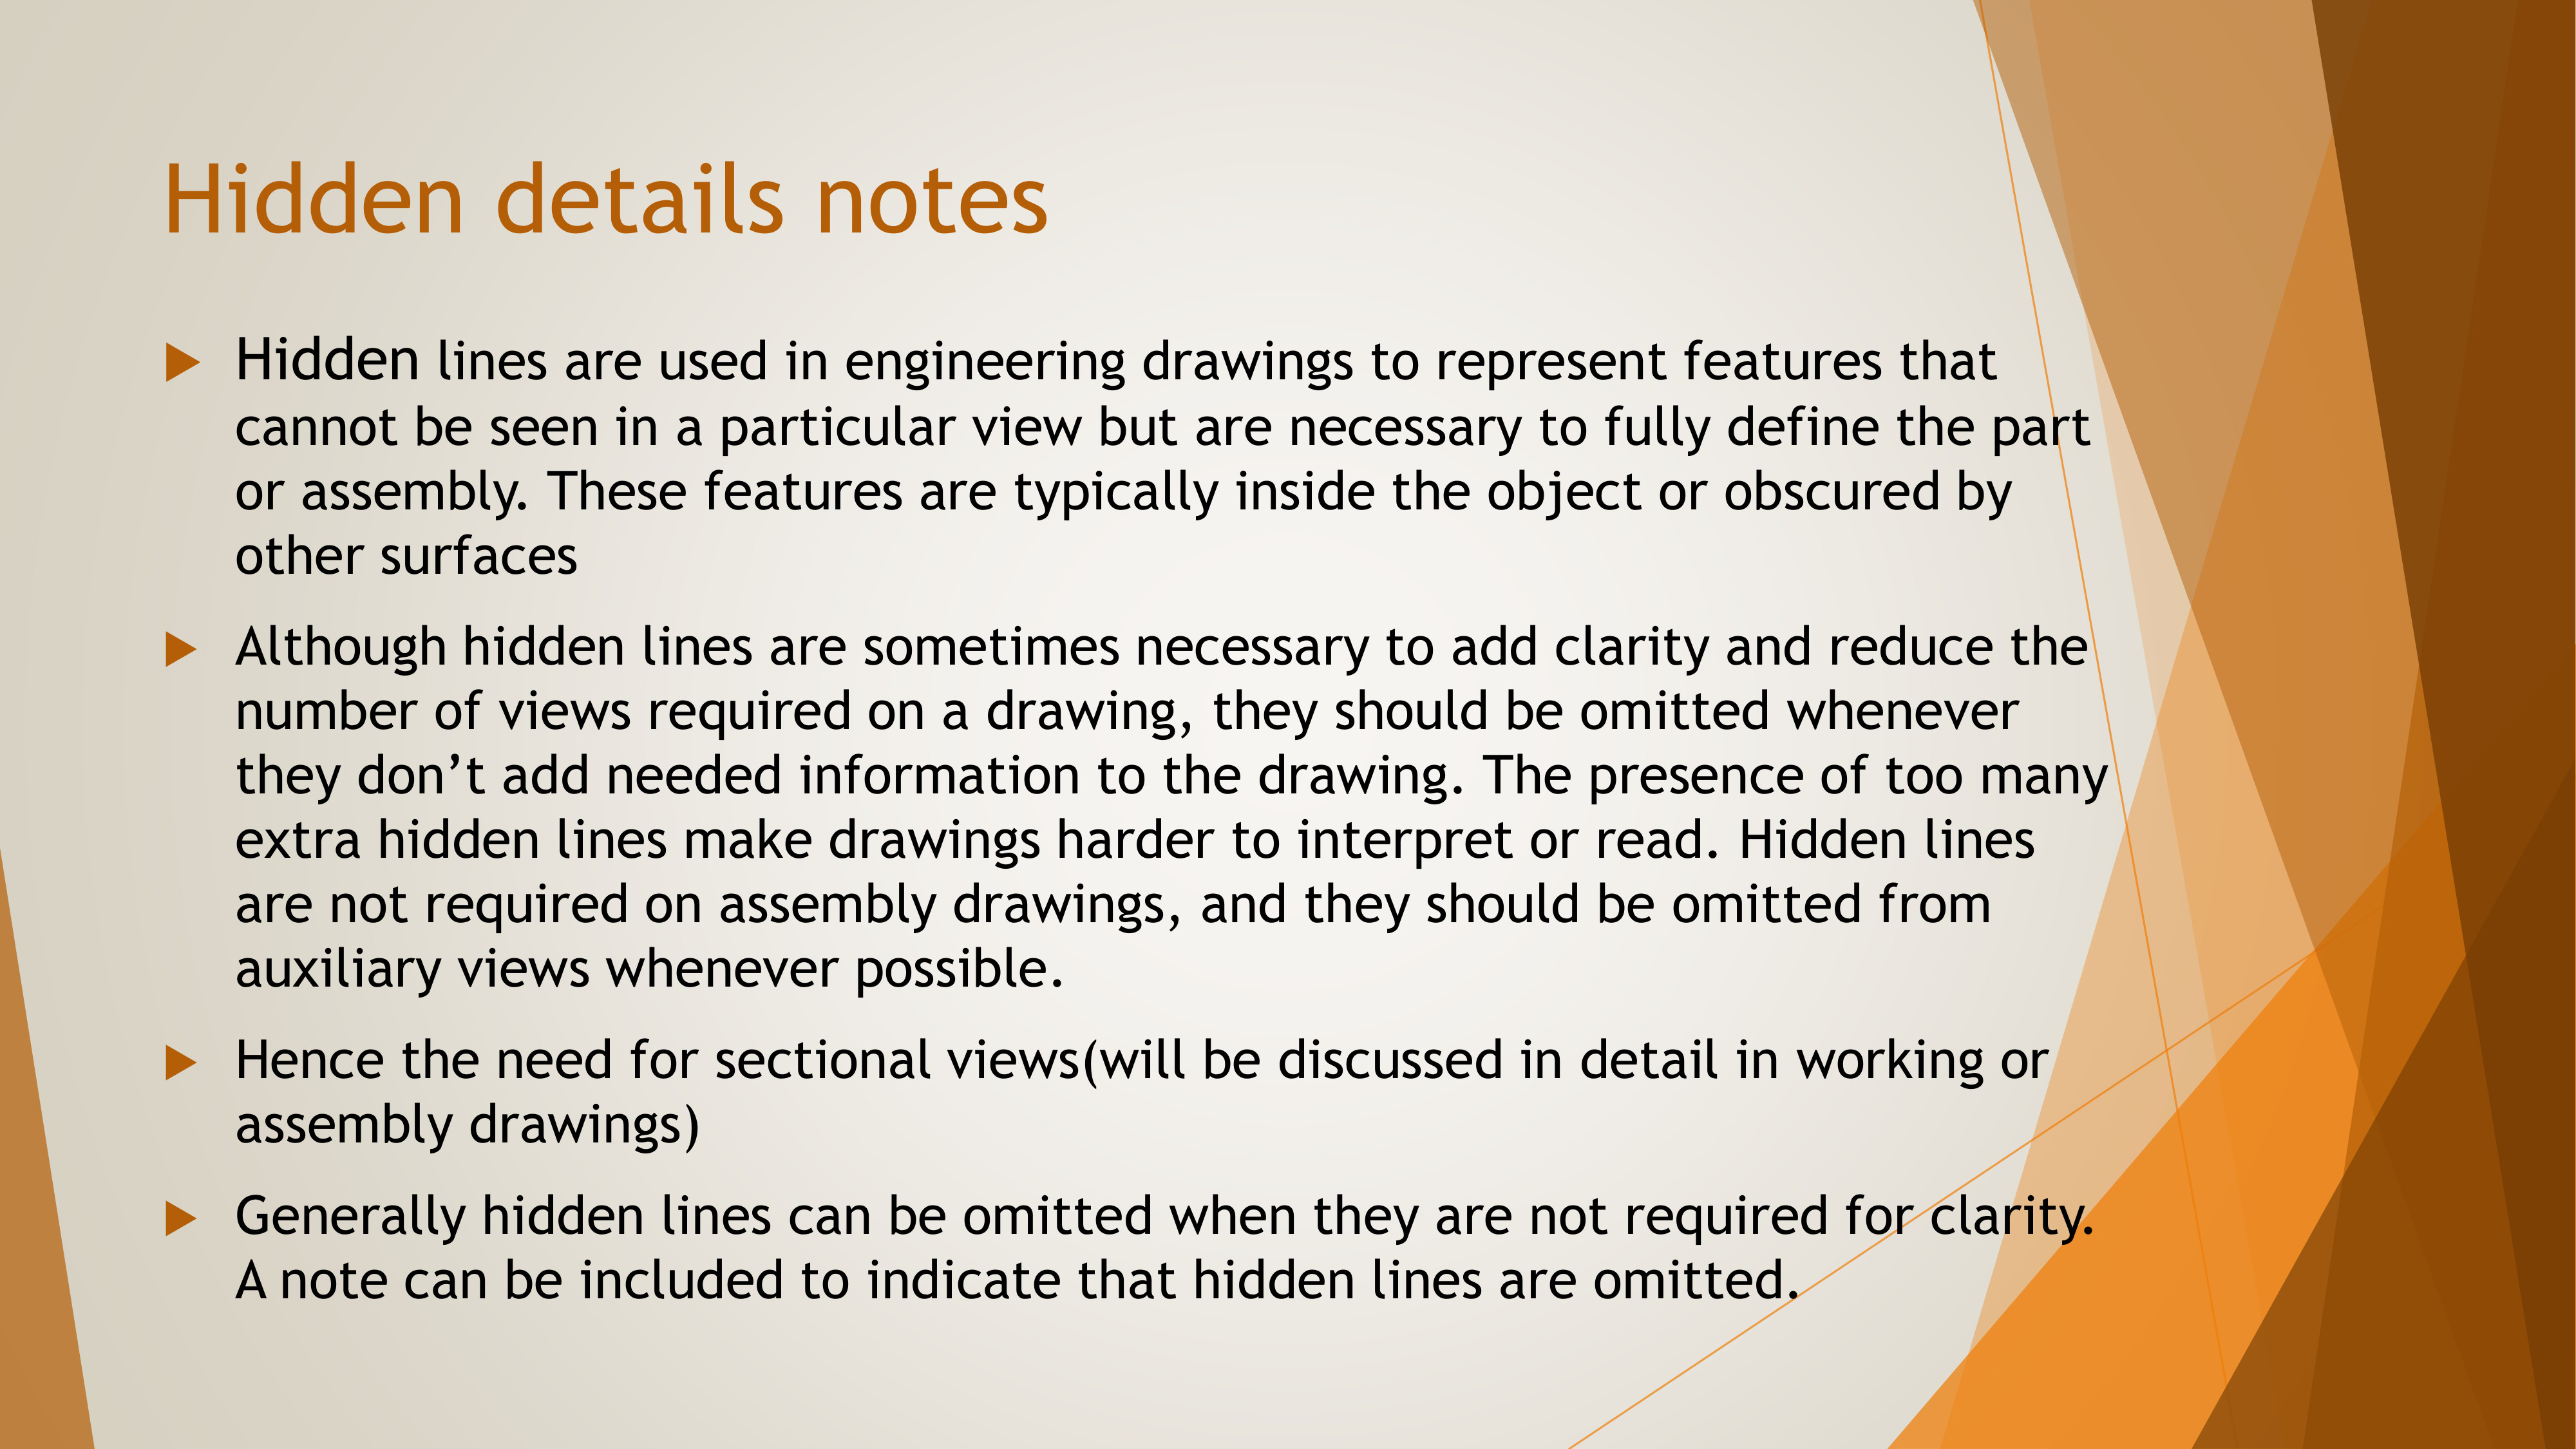 Hidden details notes
Hidden lines are used in engineering drawings to represent features that
cannot be seen in a particular view but are necessary to fully define the part
or assembly. These features are typically inside the object or obscured by
other surfaces
Although hidden lines are sometimes necessary to add clarity and reduce the
number of views required on a drawing, they should be omitted whenever
they don’t add needed information to the drawing. The presence of too many
extra hidden lines make drawings harder to interpret or read. Hidden lines
are not required on assembly drawings, and they should be omitted from
auxiliary views whenever possible.
Hence the need for sectional views(will be discussed in detail in working or
assembly drawings)
Generally hidden lines can be omitted when they are not required for clarity.
A note can be included to indicate that hidden lines are omitted.